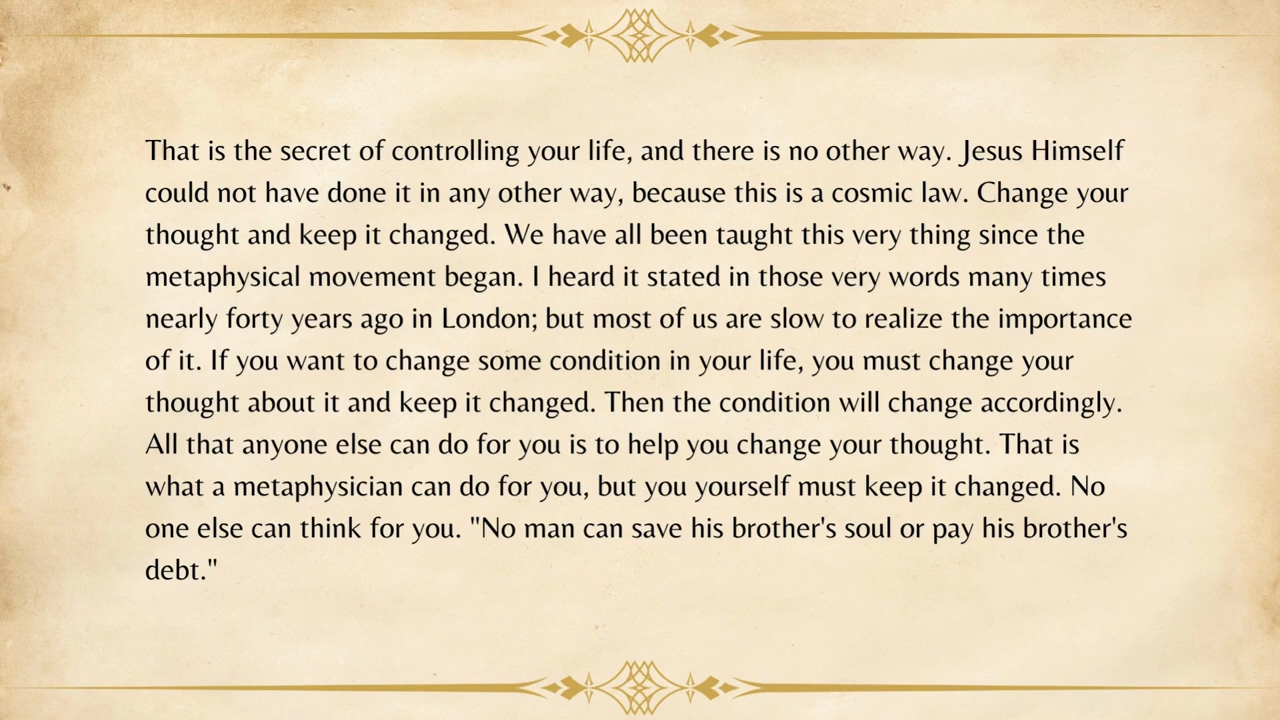 That is the secret of controlling your life, and there is no other way. Jesus Himself
could not have done it in any other way, because this is a cosmic law. Change your
thought and keep it changed. We have all been taught this very thing since the
metaphysical movement began. I heard it stated in those very words many times
nearly forty years ago in London; but most of us are slow to realize the importance
of it. If you want to change some condition in your life, you must change your
thought about it and keep it changed. Then the condition will change accordingly.
All that anyone else can do for you is to help you change your thought. That is
what a metaphysician can do for you, but you yourself must keep it changed. No
one else can think for you. "No man can save his brother's soul or pay his brother's
debt."